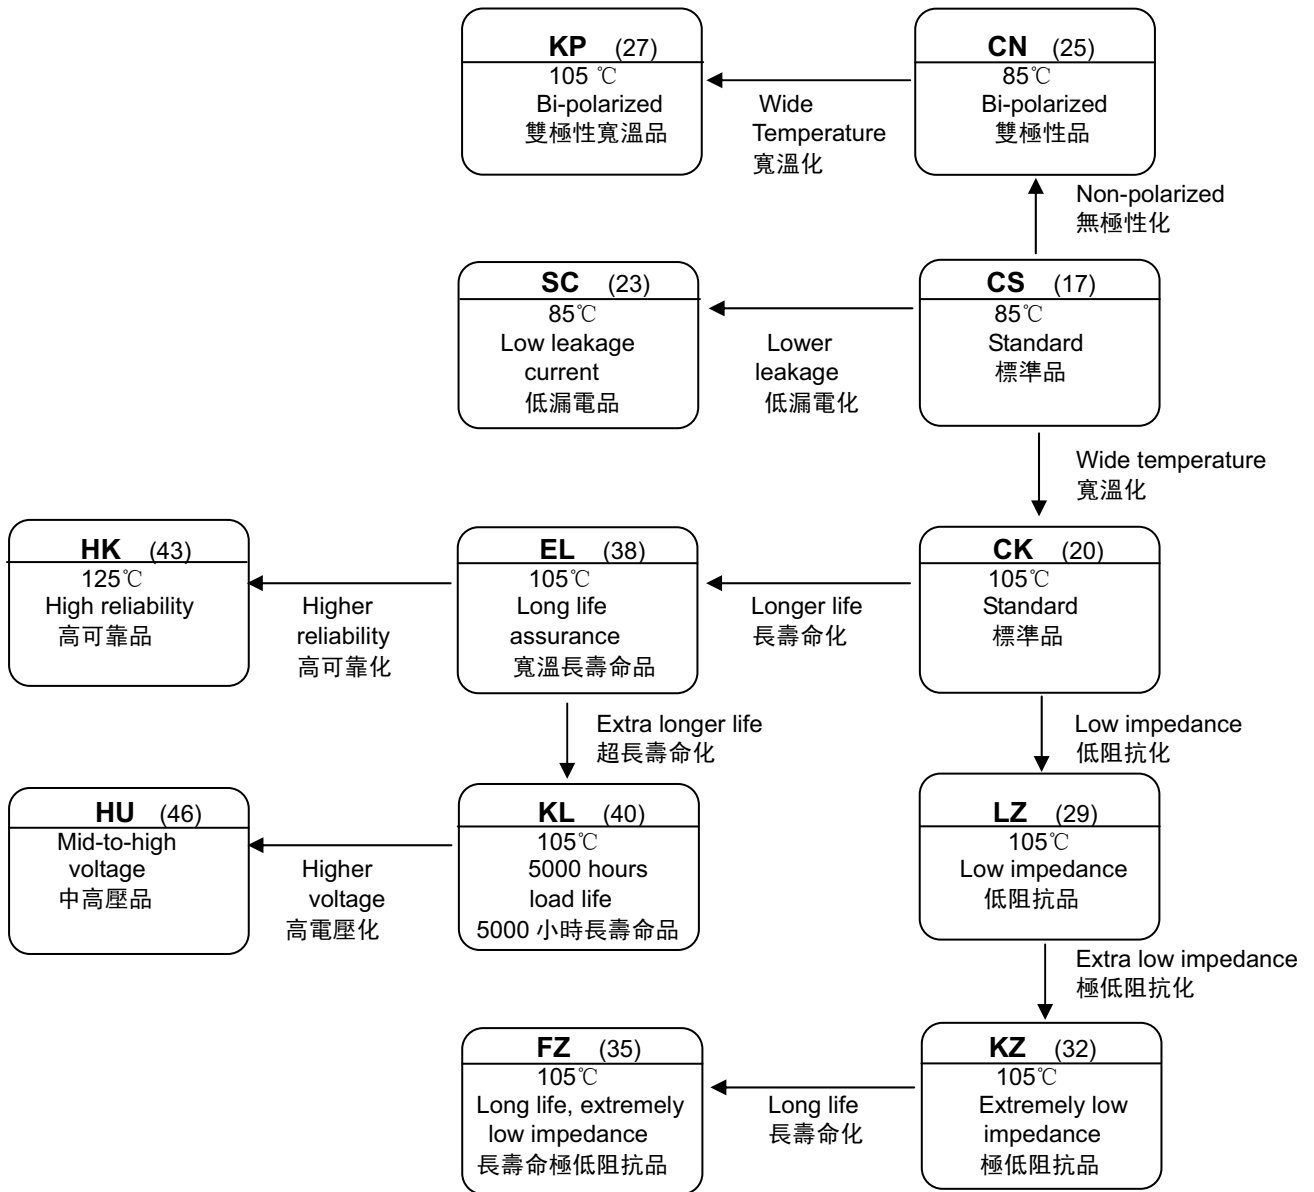 KP (27)
105 ℃
Bi-polarized
雙極性寬溫品
Wide
Temperature
寬溫化
CN (25)
85℃
Bi-polarized
雙極性品
Non-polarized
無極性化
SC (23)
85℃
Low leakage
current
低漏電品
Lower
leakage
低漏電化
CS (17)
85℃
Standard
標準品
Wide temperature
寬溫化
HK (43)
125℃
High reliability
高可靠品
Higher
reliability
高可靠化
EL (38)
105℃
Long life
assurance
寬溫長壽命品
Longer life
長壽命化
CK (20)
105℃
Standard
標準品
Extra longer life
超長壽命化
Low impedance
低阻抗化
HU (46)
Mid-to-high
voltage
中高壓品
Higher
voltage
高電壓化
KL (40)
105℃
5000 hours
load life
5000 小時長壽命品
LZ (29)
105℃
Low impedance
低阻抗品
Extra low impedance
極低阻抗化
FZ (35)
105℃
Long life, extremely
low impedance
長壽命極低阻抗品
Long life
長壽命化
KZ (32)
105℃
Extremely low
impedance
極低阻抗品